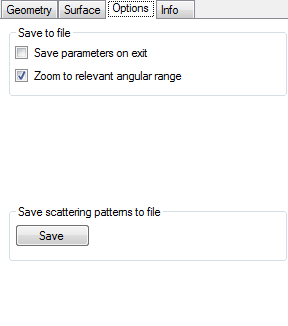 Geometry Surface Options Info
Save to file
Save parameters on exit
Zoom to relevant angular range
Save scattering patterns to file
Save